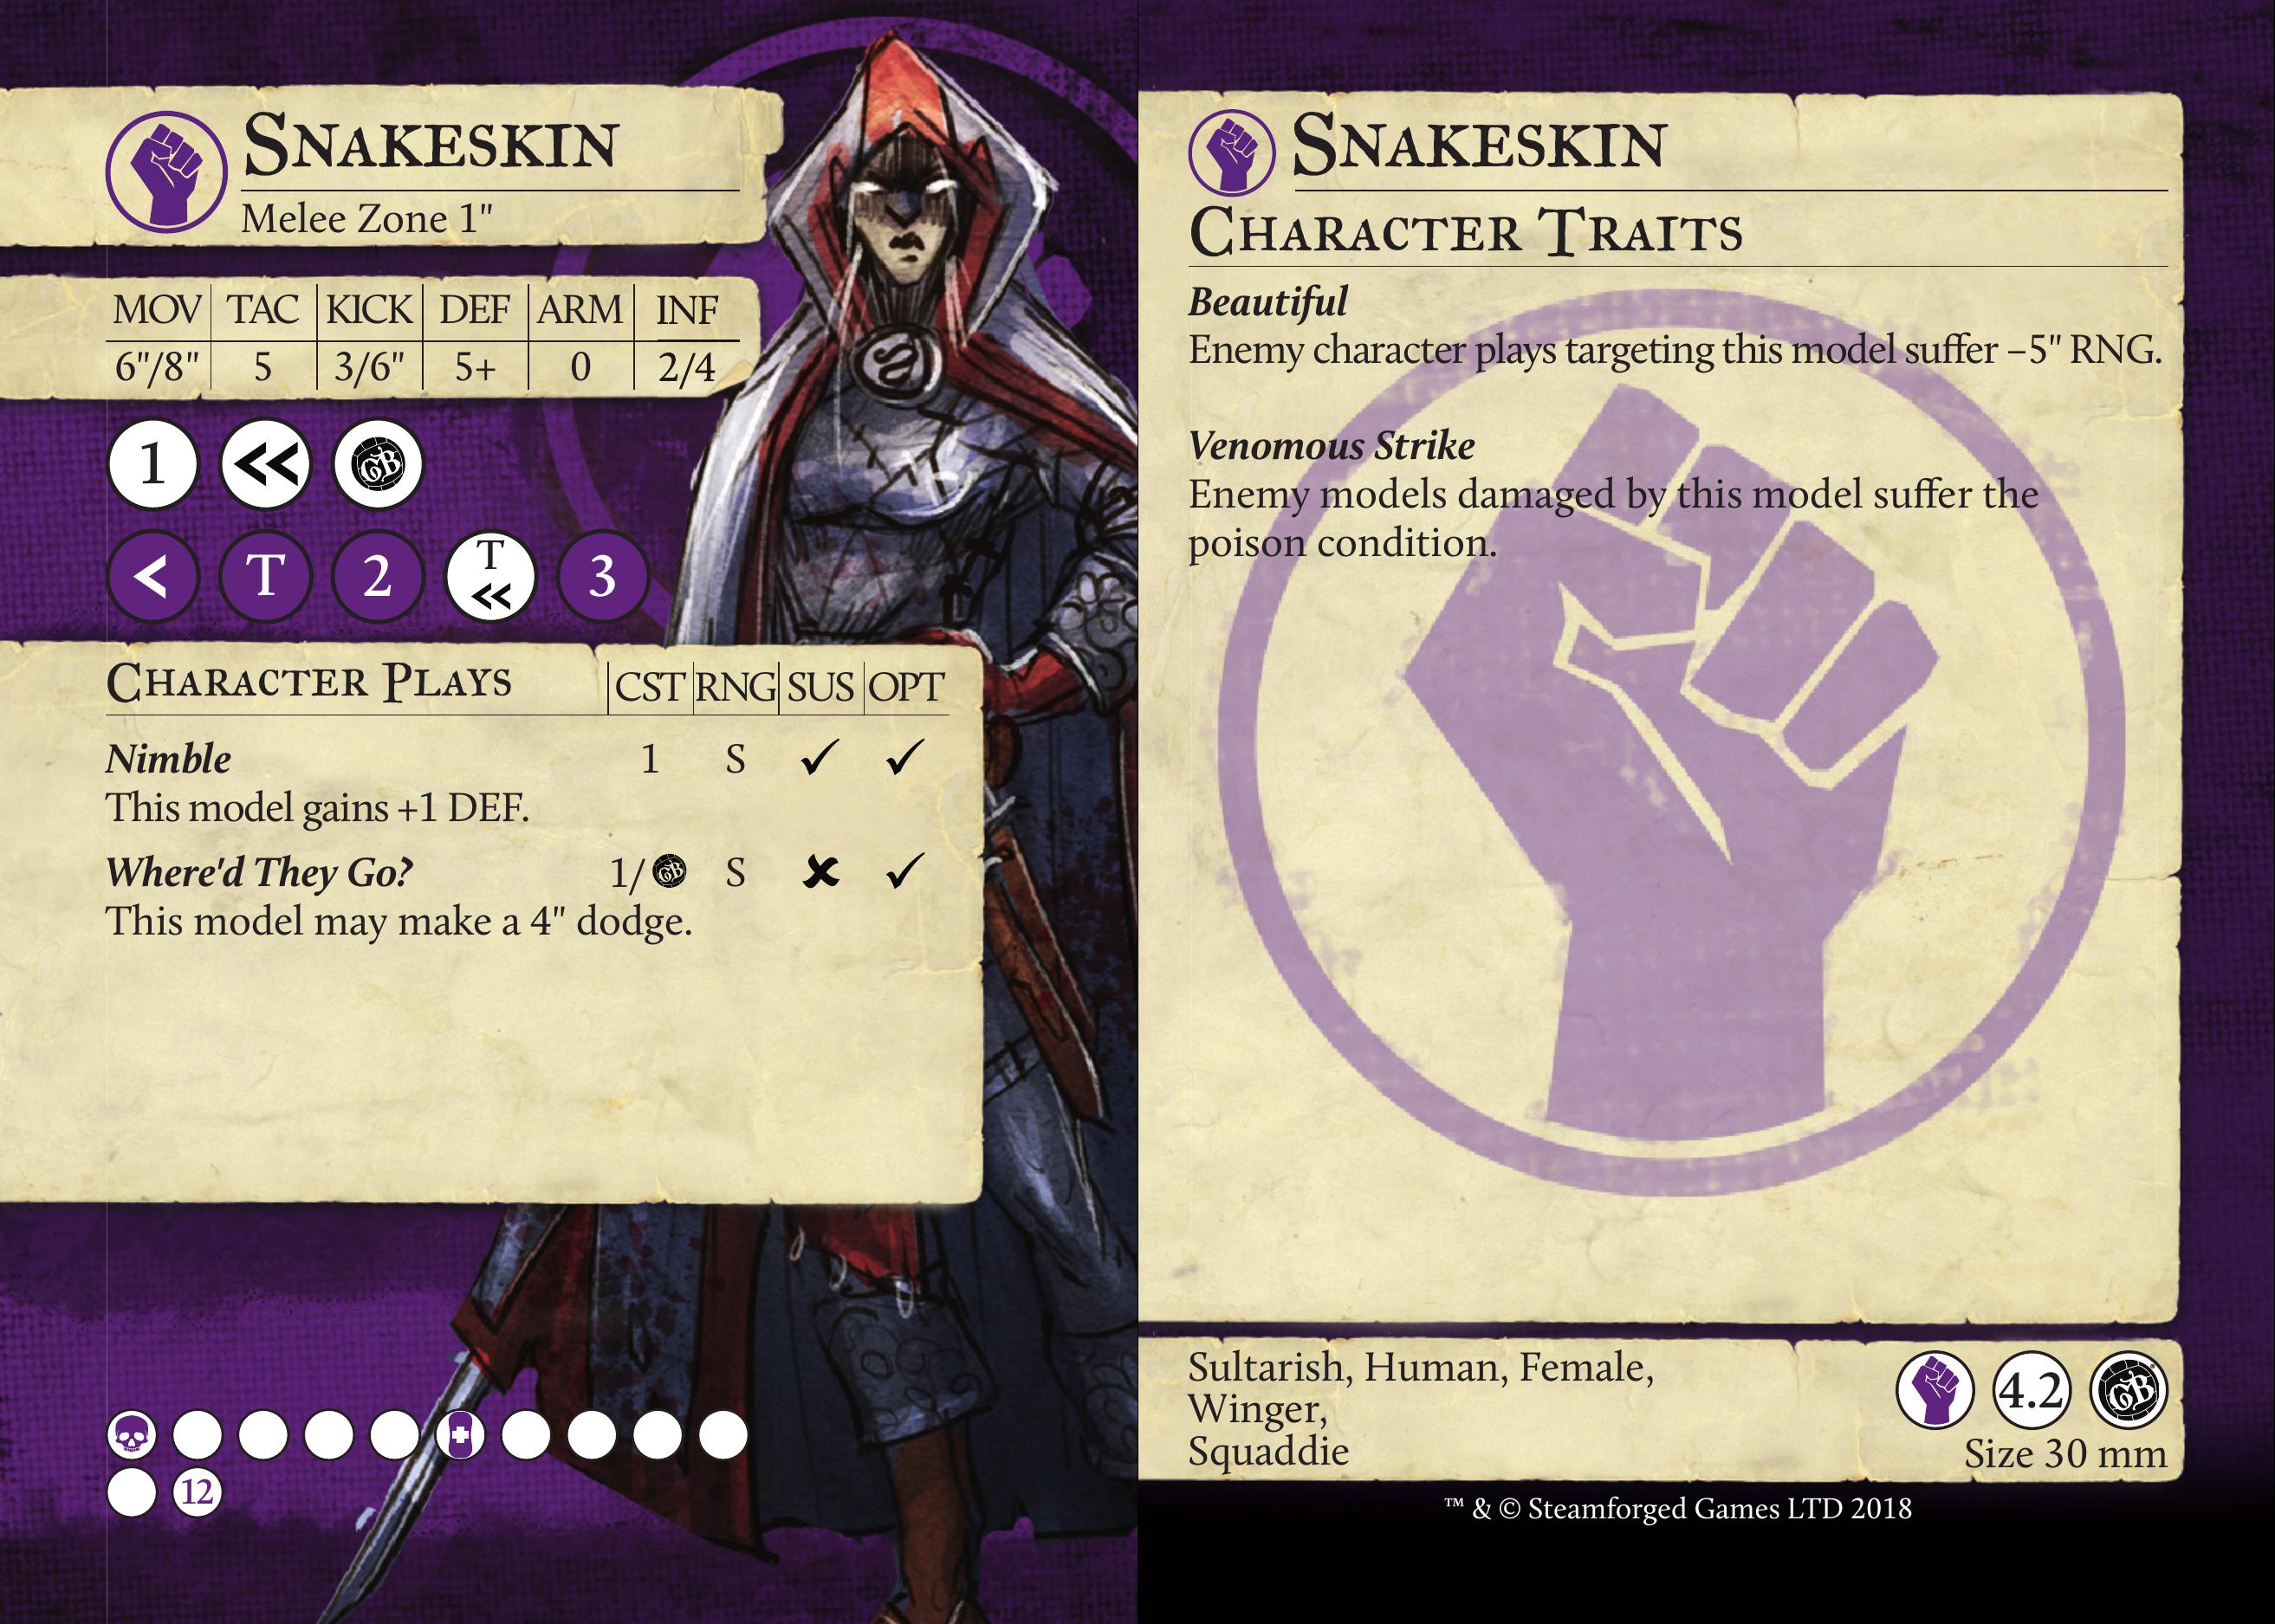 SNAKESKIN
Melee Zone 1"
MOV TAC KICK DEF ARM INF
6"/8" 5 3/6" 5+ 0 2/4
1 << GB
< T 2 T << 3
CHARACTER PLAYS CST RNG SUS OPT
Nimble 1 S ✓ ✓
This model gains +1 DEF.
Where'd They Go? 1/GB S ✘ ✓
This model may make a 4" dodge.
12
SNAKESKIN
CHARACTER TRAITS
Beautiful
Enemy character plays targeting this model suffer –5" RNG.
Venomous Strike
Enemy models damaged by this model suffer the
poison condition.
Sultarish, Human, Female,
Winger,
Squaddie
4.2 GB
Size 30 mm
™ & © Steamforged Games LTD 2018